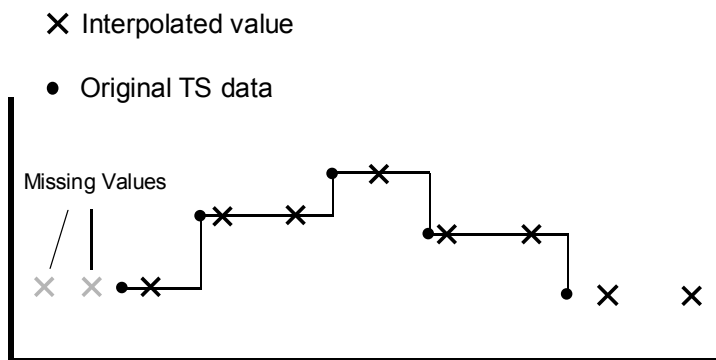 Interpolated value
Original TS data
Missing Values